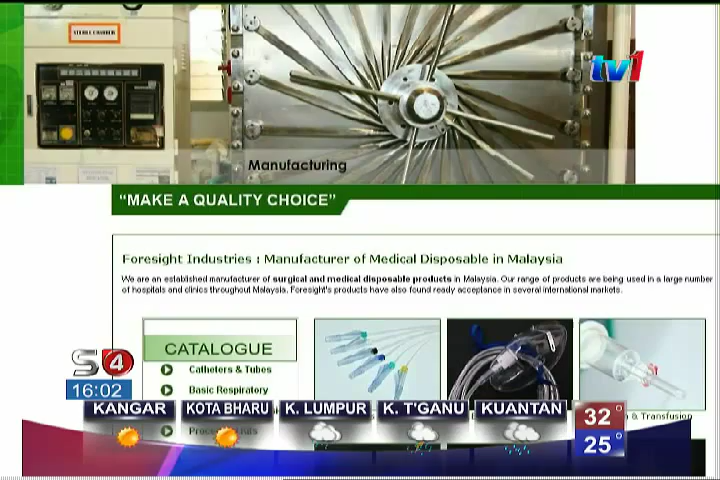 STERILE CHAMBER
tv1
Manufacturing
"MAKE A QUALITY CHOICE"
Foresight Industries : Manufacturer of Medical Disposable in Malaysia
We are an established manufacturer of surgical and medical disposable products in Malaysia. Our range of products are being used in a large number
of hospitals and clinics throughout Malaysia. Foresight's products have also found ready acceptance in several international markets.
CATALOGUE
Catheters & Tubes
Basic Respiratory
& Transfusion
S4
16:02
KANGAR
KOTA BHARU
K. LUMPUR
K. T'GANU
KUANTAN
32°
25°